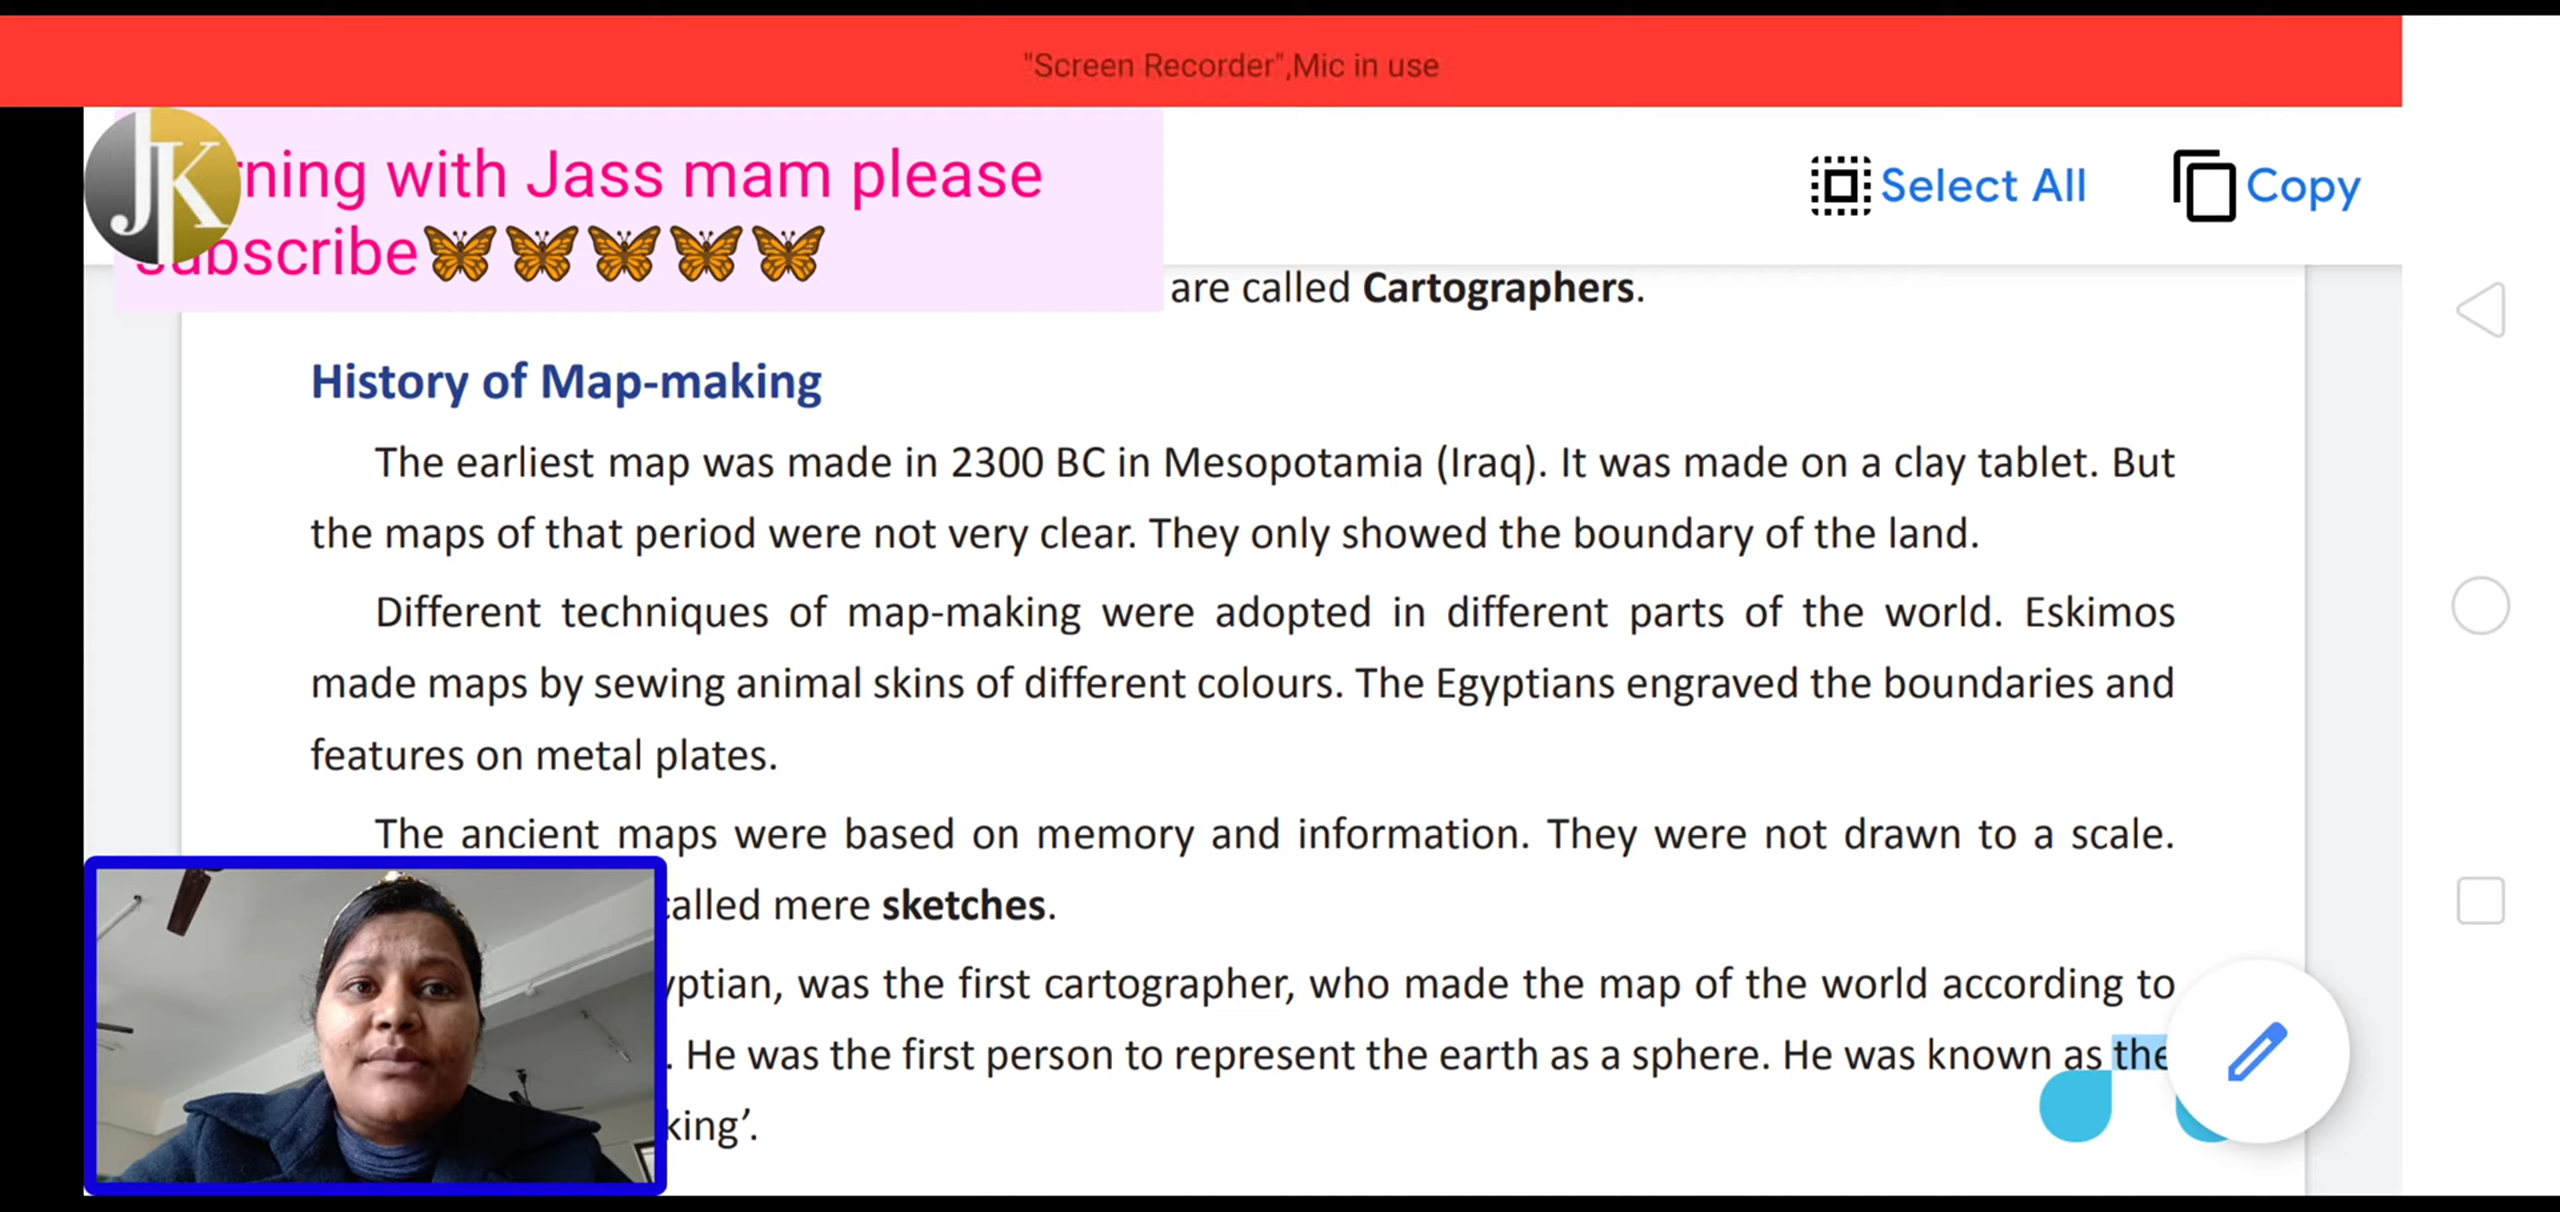 "Screen Recorder",Mic in use
JK
with Jass mam please
Select All
Copy
are called Cartographers.
History of Map-making
The earliest map was made in 2300 BC in Mesopotamia (Iraq). It was made on a clay tablet. But
the maps of that period were not very clear. They only showed the boundary of the land.
Different techniques of map-making were adopted in different parts of the world. Eskimos
made maps by sewing animal skins of different colours. The Egyptians engraved the boundaries and
features on metal plates.
The ancient maps were based on memory and information. They were not drawn to a scale.
mere sketches.
was the first cartographer, who made the map of the world according to
. He was the first person to represent the earth as a sphere. He was known as the